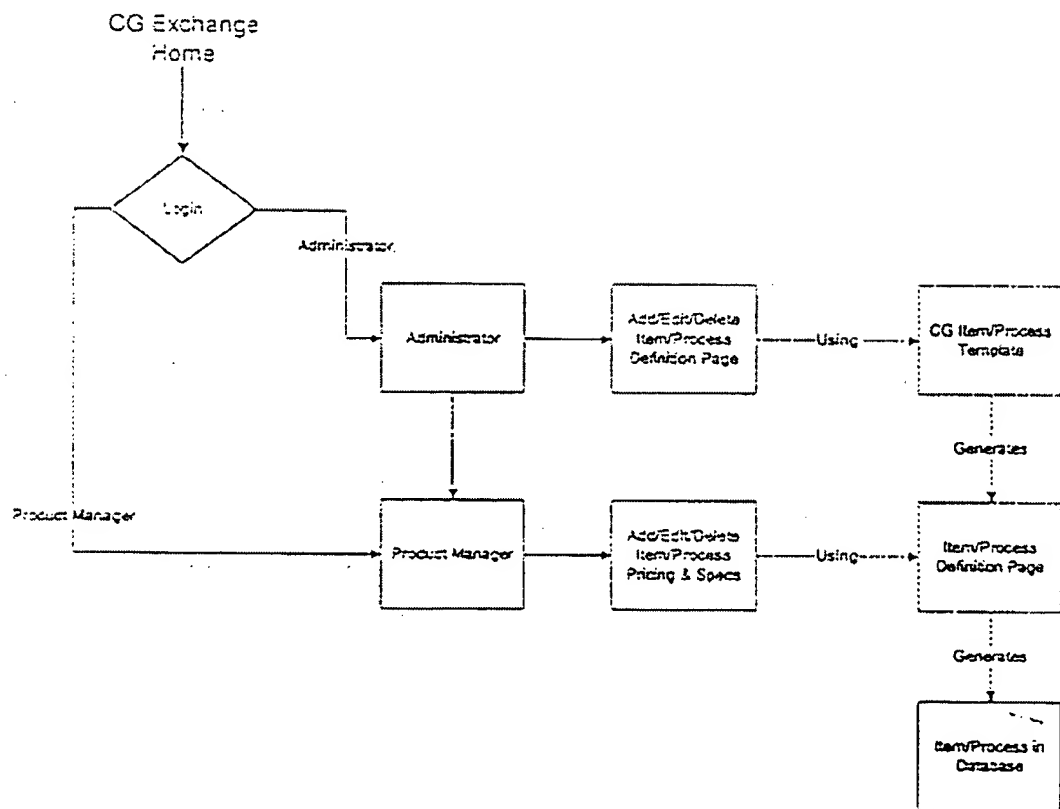 CG Exchange
Home
Login
Administrator
Administrator
Add/Edit/Delete
Item/Process
Definition Page
Using
CG Item/Process
Template
Generates
Product Manager
Product Manager
Add/Edit/Delete
Item/Process
Pricing & Specs
Using
Item/Process
Definition Page
Generates
Item/Process in
Database